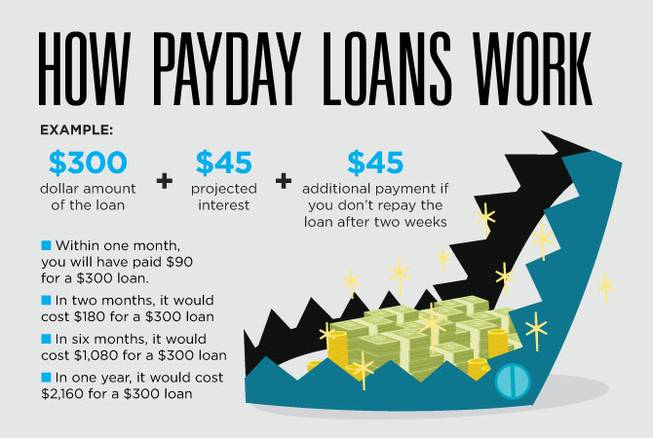 HOW PAYDAY LOANS WORK
EXAMPLE:
$300
dollar amount
of the loan
+
$45
projected
interest
+
$45
additional payment if
you don't repay the
loan after two weeks
Within one month,
you will have paid $90
for a $300 loan.
In two months, it would
cost $180 for a $300 loan
In six months, it would
cost $1,080 for a $300 loan
In one year, it would cost
$2,160 for a $300 loan